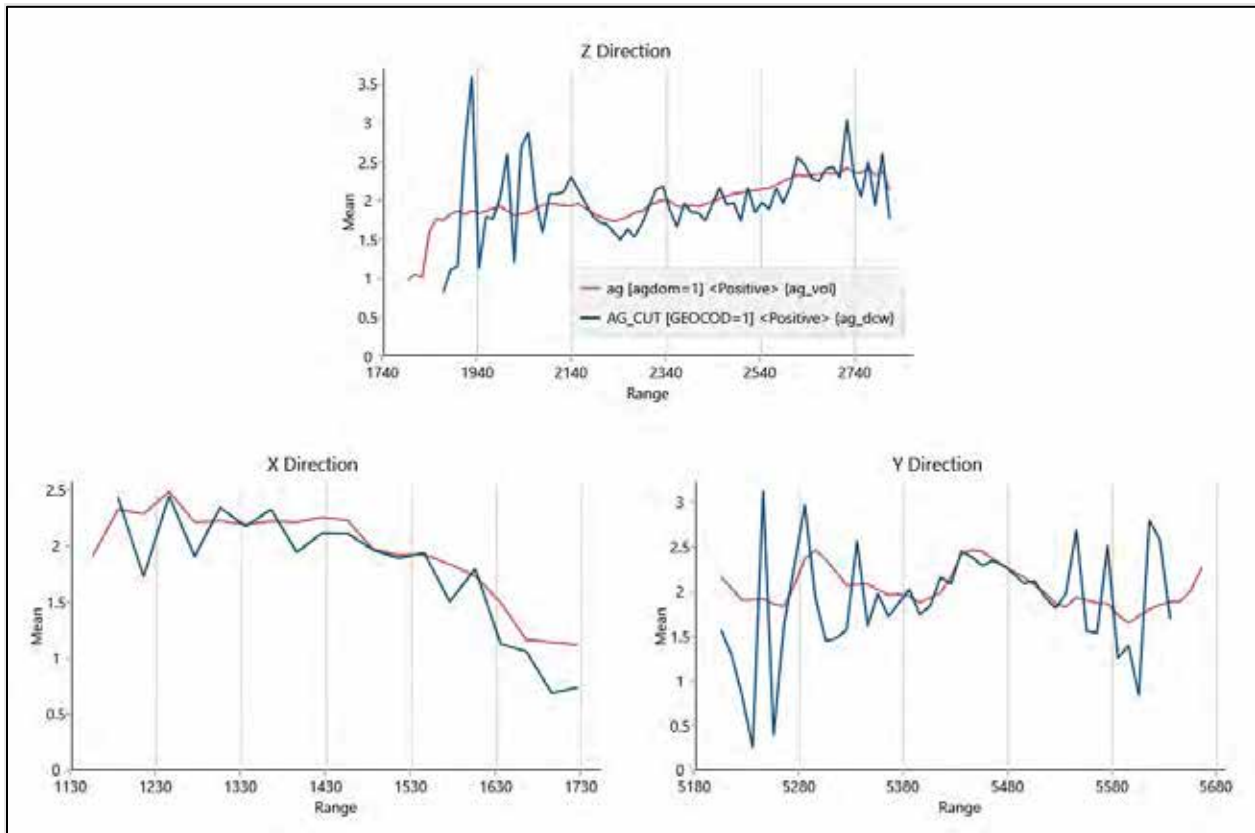 Z Direction
3.5
3
2.5
2
1.5
1
0.5
0
Mean
ag [agdom=1] <Positive> {ag_voi}
AG_CUT [GEOCOD=1] <Positive> {ag_dcw}
1740 1940 2140 2340 2540 2740
Range
X Direction
2.5
2
1.5
1
0.5
0
Mean
1130 1230 1330 1430 1530 1630 1730
Range
Y Direction
3
2.5
2
1.5
1
0.5
0
Mean
5180 5280 5380 5480 5580 5680
Range